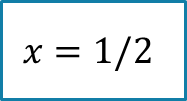 x = 1/2